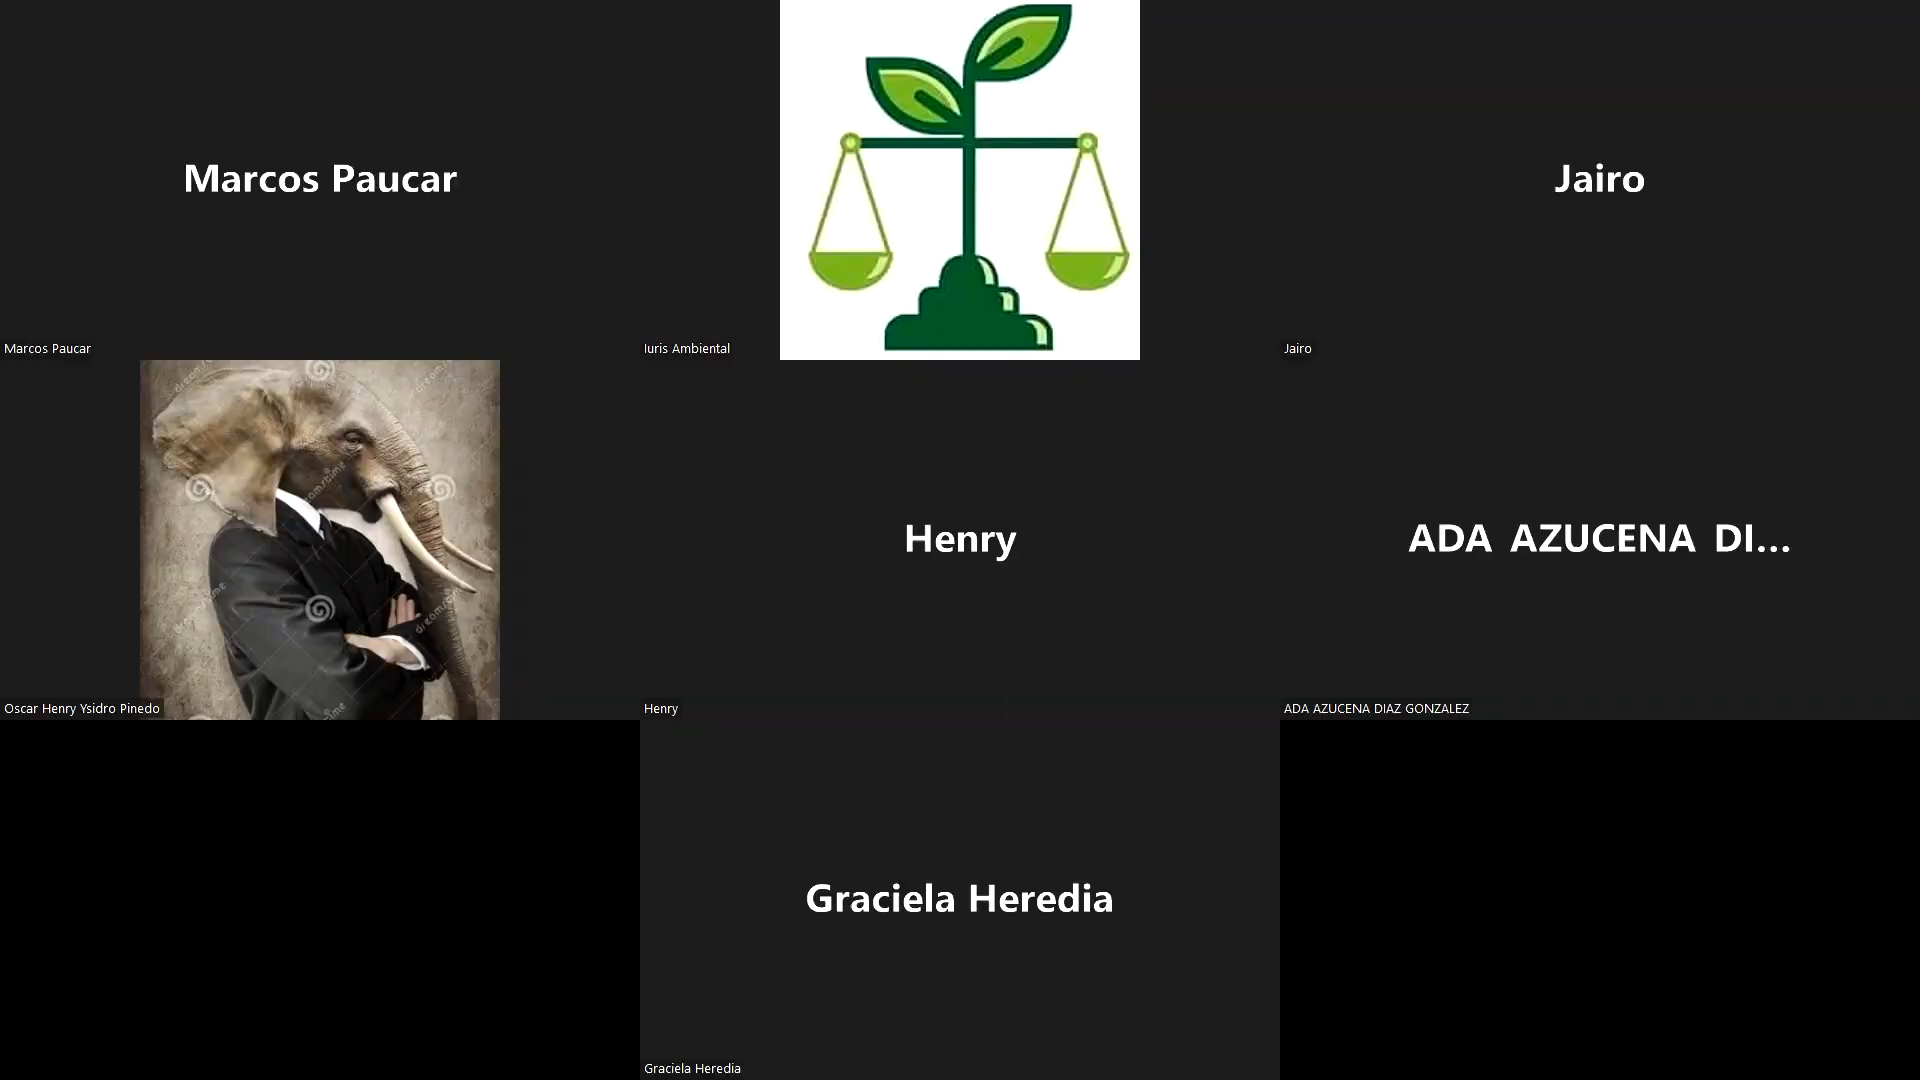 Marcos Paucar
Marcos Paucar
Iuris Ambiental
Jairo
Jairo
dreamstime
Oscar Henry Ysidro Pinedo
Henry
Henry
ADA AZUCENA DI...
ADA AZUCENA DIAZ GONZALEZ
Graciela Heredia
Graciela Heredia